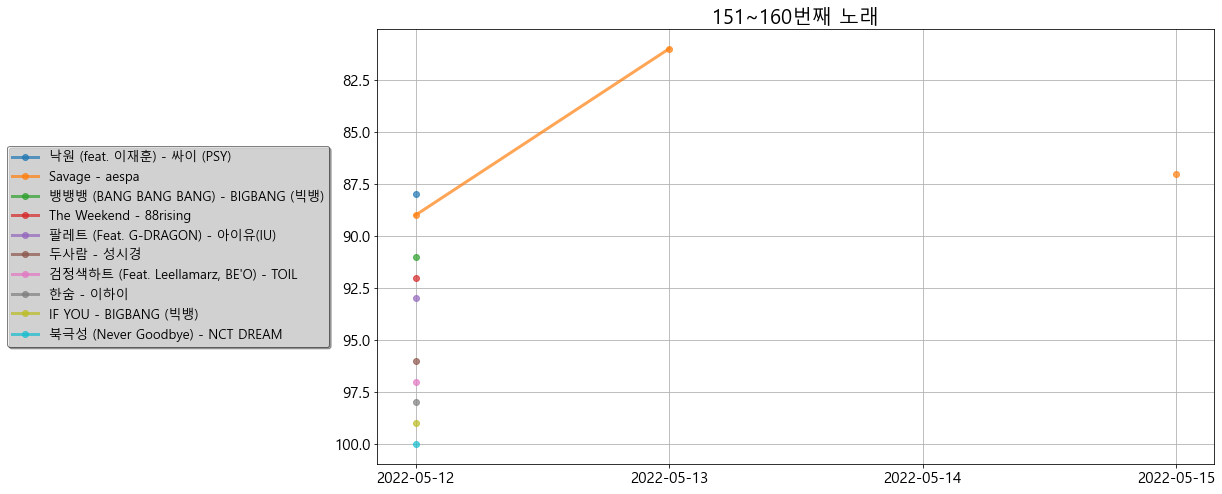 151~160번째 노래
낙원 (feat. 이재훈) - 싸이 (PSY)
Savage - aespa
뱅뱅뱅 (BANG BANG BANG) - BIGBANG (빅뱅)
The Weekend - 88rising
팔레트 (Feat. G-DRAGON) - 아이유(IU)
두사람 - 성시경
검정색하트 (Feat. Leellamarz, BE'O) - TOIL
한숨 - 이하이
IF YOU - BIGBANG (빅뱅)
북극성 (Never Goodbye) - NCT DREAM
82.5
85.0
87.5
90.0
92.5
95.0
97.5
100.0
2022-05-12 2022-05-13 2022-05-14 2022-05-15